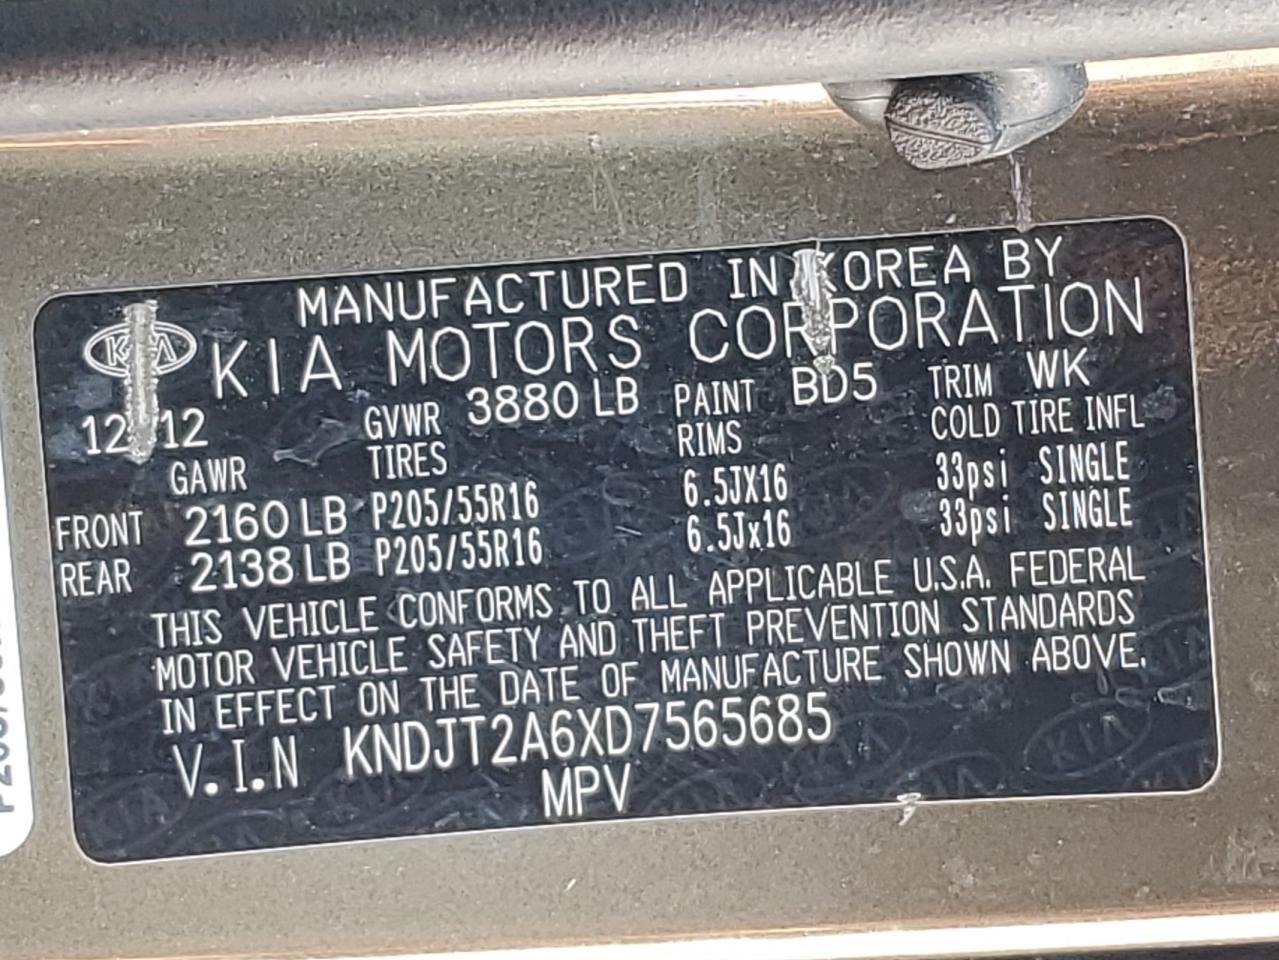 MANUFACTURED IN KOREA BY
KIA KIA MOTORS CORPORATION
12/12 GVWR 3880 LB PAINT BD5 TRIM WK
GAWR TIRES RIMS COLD TIRE INFL
FRONT 2160 LB P205/55R16 6.5JX16 33psi SINGLE
REAR 2138 LB P205/55R16 6.5Jx16 33psi SINGLE
THIS VEHICLE CONFORMS TO ALL APPLICABLE U.S.A. FEDERAL
MOTOR VEHICLE SAFETY AND THEFT PREVENTION STANDARDS
IN EFFECT ON THE DATE OF MANUFACTURE SHOWN ABOVE.
V.I.N KNDJT2A6XD7565685
MPV